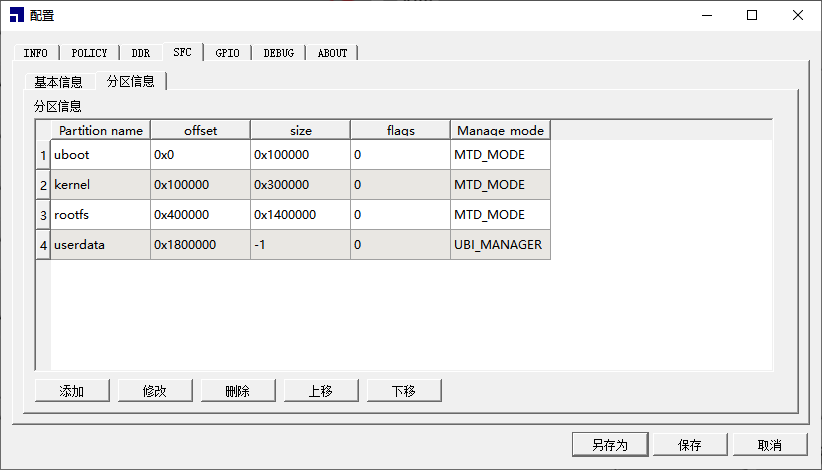 配置
INFO POLICY DDR SFC GPIO DEBUG ABOUT
基本信息 分区信息
分区信息
Partition name offset size flags Manage mode
1 uboot 0x0 0x100000 0 MTD_MODE
2 kernel 0x100000 0x300000 0 MTD_MODE
3 rootfs 0x400000 0x1400000 0 MTD_MODE
4 userdata 0x1800000 -1 0 UBI_MANAGER
添加 修改 删除 上移 下移
另存为 保存 取消